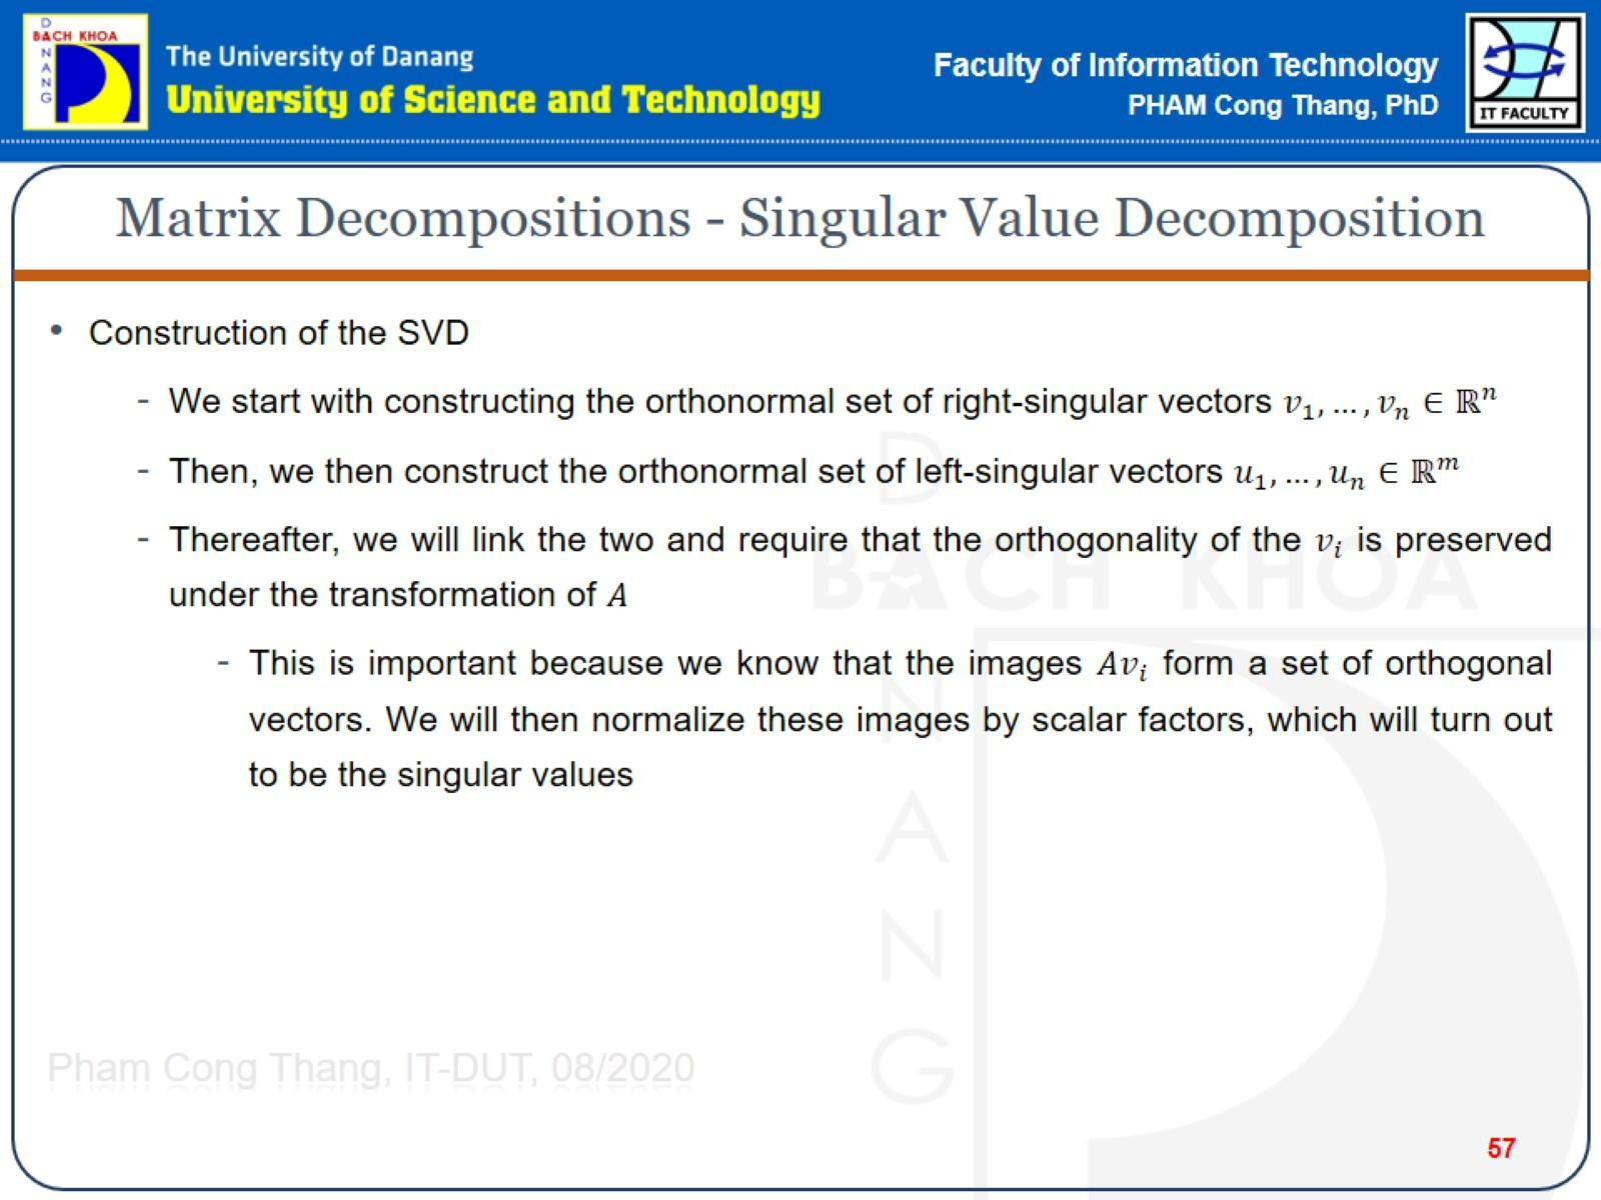 DANANG
BACH KHOA
The University of Danang
University of Science and Technology
Faculty of Information Technology
PHAM Cong Thang, PhD
IT FACULTY
Matrix Decompositions - Singular Value Decomposition
• Construction of the SVD
- We start with constructing the orthonormal set of right-singular vectors v₁, … , vₙ ∈ ℝⁿ
- Then, we then construct the orthonormal set of left-singular vectors u₁, … , uₙ ∈ ℝᵐ
- Thereafter, we will link the two and require that the orthogonality of the vᵢ is preserved
under the transformation of A
- This is important because we know that the images Avᵢ form a set of orthogonal
vectors. We will then normalize these images by scalar factors, which will turn out
to be the singular values
DANANG
BACH KHOA
Pham Cong Thang, IT-DUT, 08/2020
57